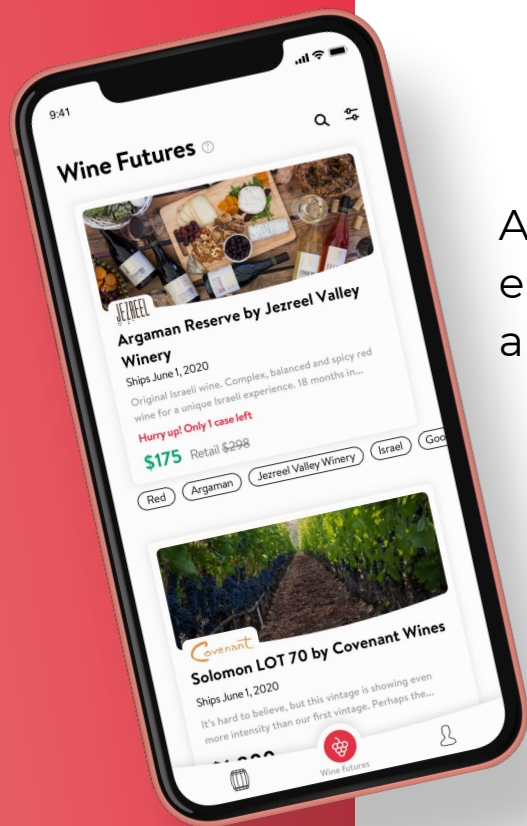 9:41
Wine Futures
JEZREEL
Argaman Reserve by Jezreel Valley
Winery
Ships June 1, 2020
Original Israeli wine. Complex, balanced and spicy red
wine for a unique Israeli experience. 18 months in...
Hurry up! Only 1 case left
$175 Retail $298
Red Argaman Jezreel Valley Winery Israel Goo
Covenant
Solomon LOT 70 by Covenant Wines
Ships June 1, 2020
It's hard to believe, but this vintage is showing even
more intensity than our first vintage. Perhaps the...
Wine futures
A
e
a